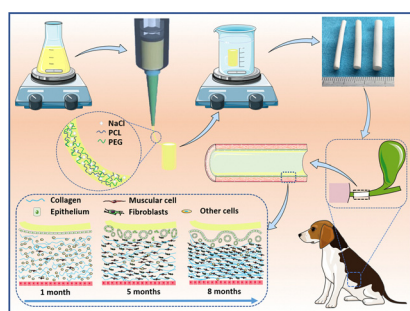 NaCl
PCL
PEG
Collagen
Muscular cell
Epithelium
Fibroblasts
Other cells
1 month
5 months
8 months